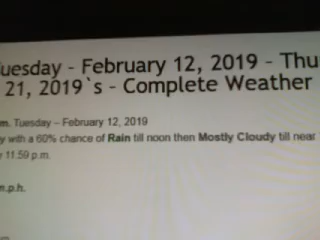 uesday - February 12, 2019 - Thu
21, 2019`s - Complete Weather
m. Tuesday – February 12, 2019
y with a 60% chance of Rain till noon then Mostly Cloudy till near
11:59 p.m.
m.p.h.